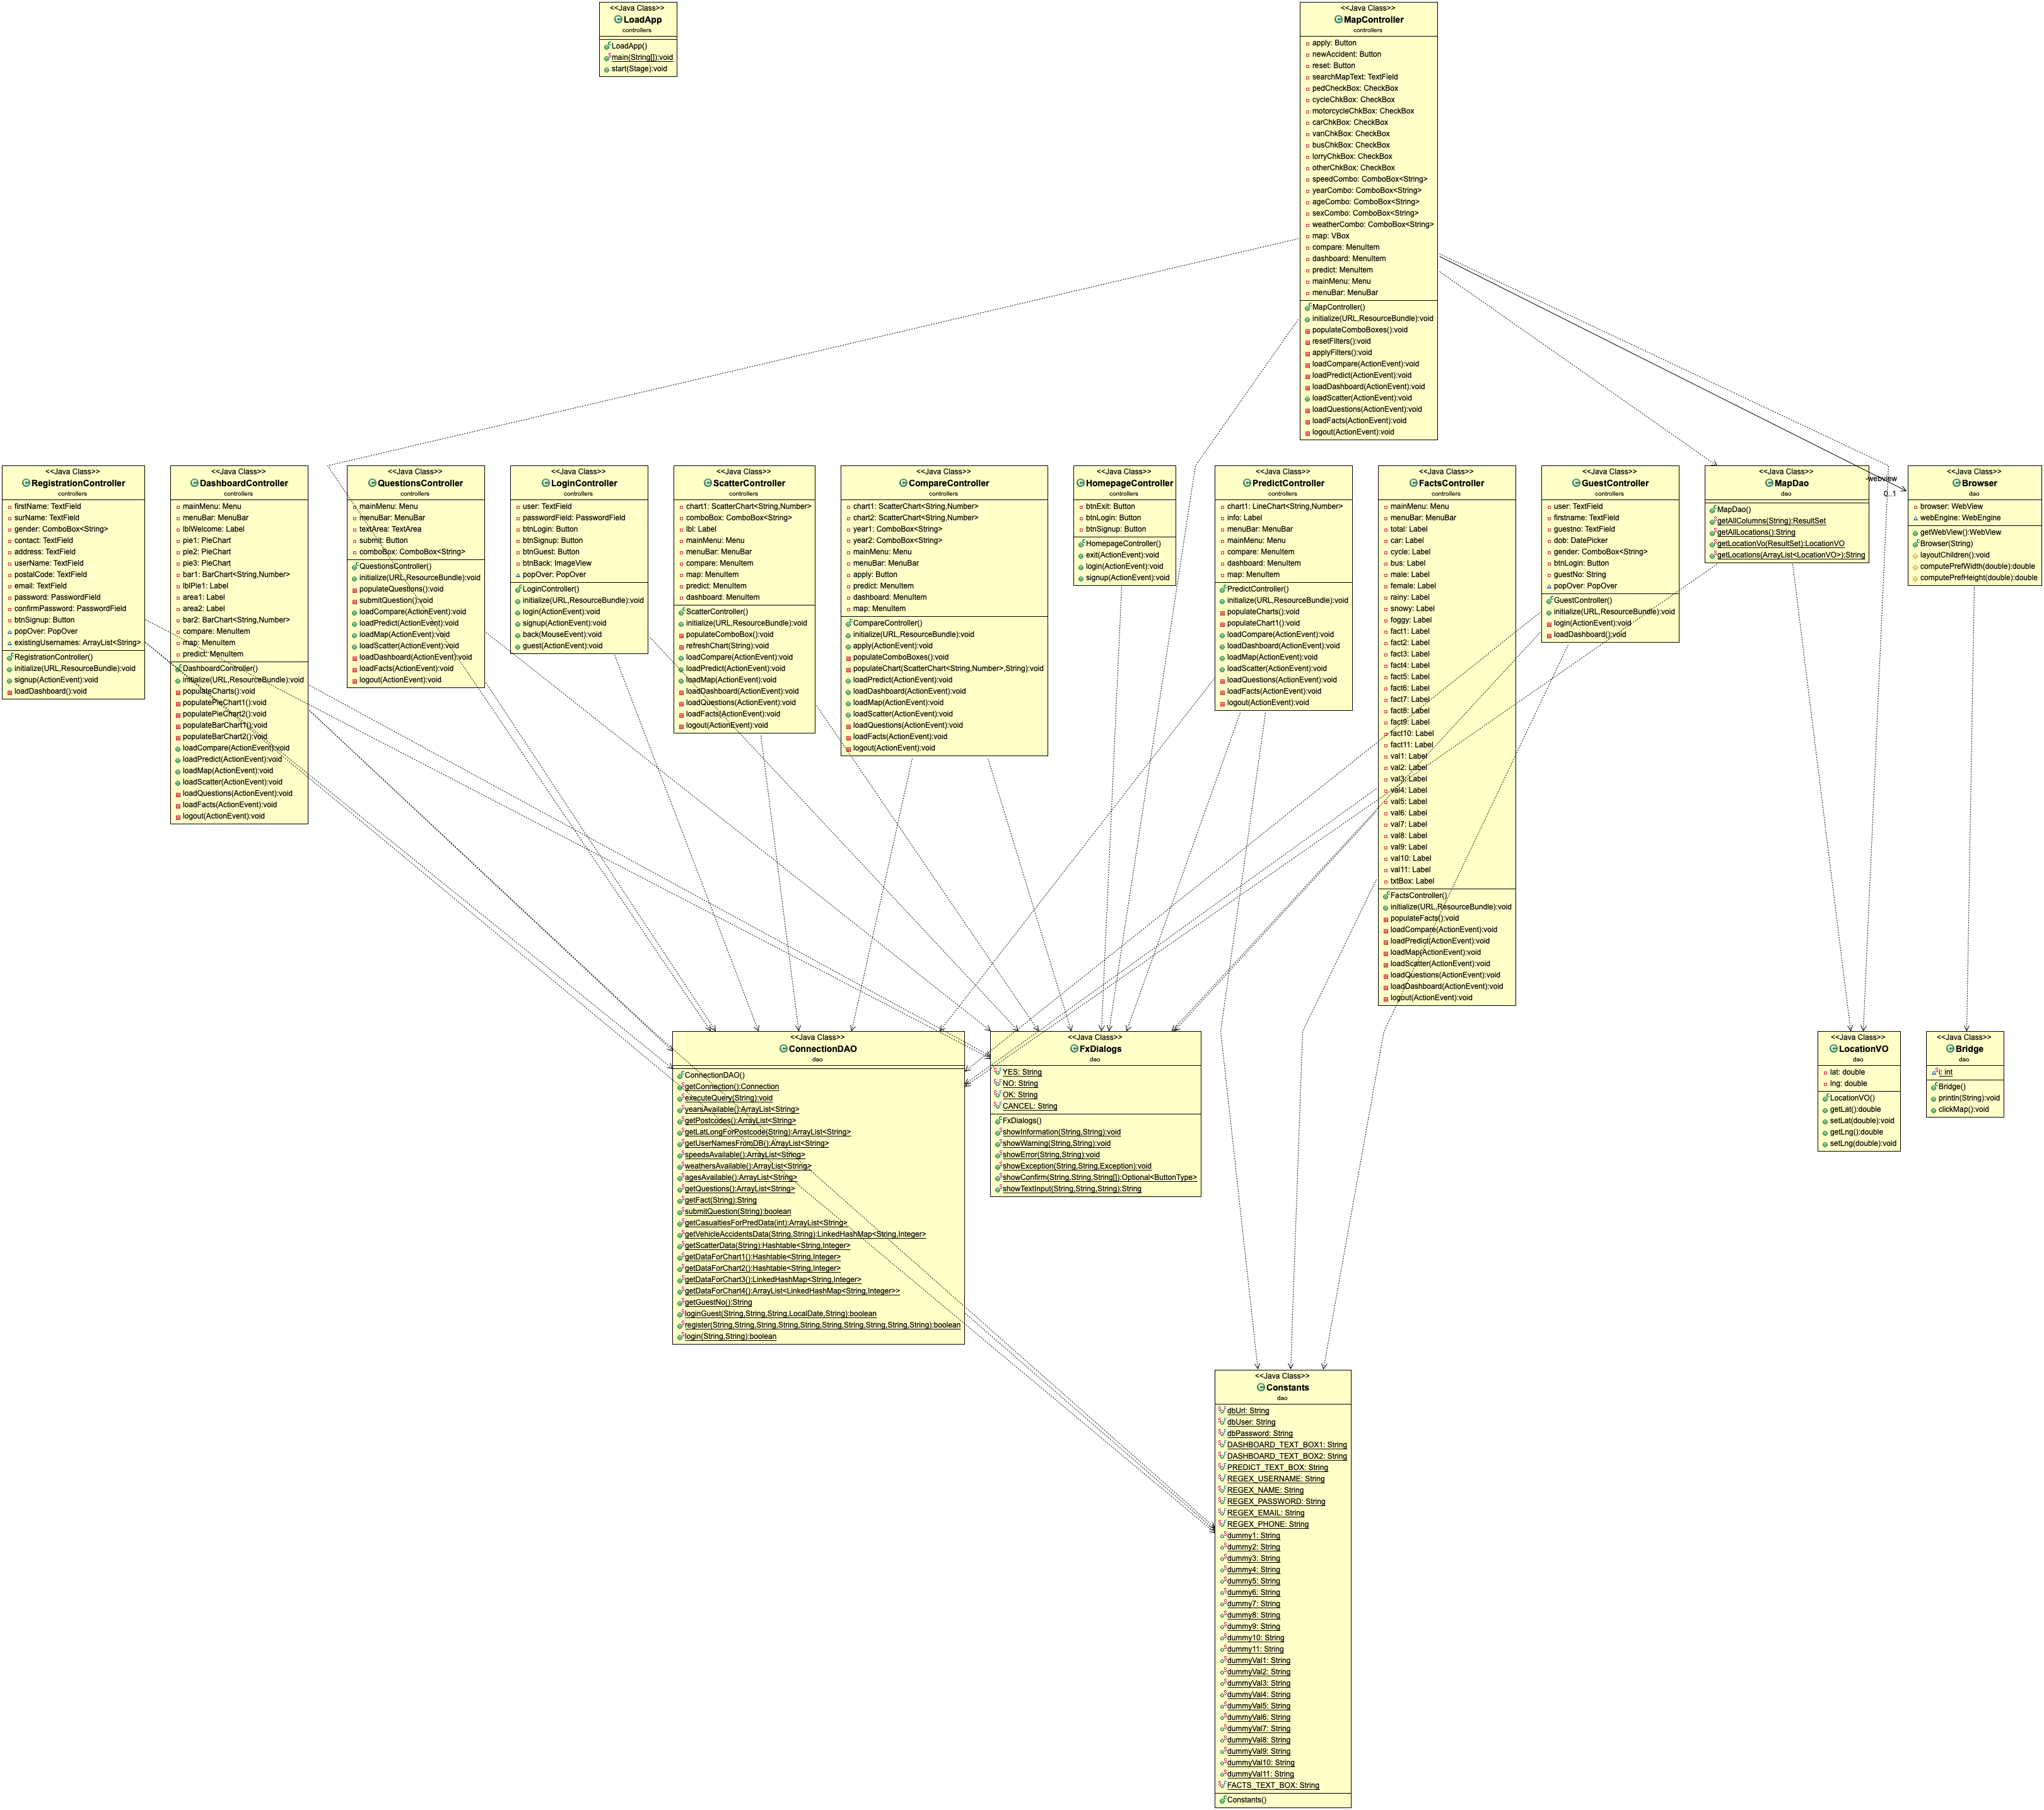 <<Java Class>>
LoadApp
controllers
LoadApp()
main(String[]):void
start(Stage):void
<<Java Class>>
MapController
controllers
apply: Button
newAccident: Button
reset: Button
searchMapText: TextField
pedCheckBox: CheckBox
cycleChkBox: CheckBox
motorcycleChkBox: CheckBox
carChkBox: CheckBox
vanChkBox: CheckBox
busChkBox: CheckBox
lorryChkBox: CheckBox
otherChkBox: CheckBox
speedCombo: ComboBox<String>
yearCombo: ComboBox<String>
ageCombo: ComboBox<String>
sexCombo: ComboBox<String>
weatherCombo: ComboBox<String>
map: VBox
compare: MenuItem
dashboard: MenuItem
predict: MenuItem
mainMenu: Menu
menuBar: MenuBar
MapController()
initialize(URL,ResourceBundle):void
populateComboBoxes():void
resetFilters():void
applyFilters():void
loadCompare(ActionEvent):void
loadPredict(ActionEvent):void
loadDashboard(ActionEvent):void
loadScatter(ActionEvent):void
loadQuestions(ActionEvent):void
loadFacts(ActionEvent):void
logout(ActionEvent):void
<<Java Class>>
RegistrationController
controllers
firstName: TextField
surName: TextField
gender: ComboBox<String>
contact: TextField
address: TextField
userName: TextField
postalCode: TextField
email: TextField
password: PasswordField
confirmPassword: PasswordField
btnSignup: Button
popOver: PopOver
existingUsernames: ArrayList<String>
RegistrationController()
initialize(URL,ResourceBundle):void
signup(ActionEvent):void
loadDashboard():void
<<Java Class>>
DashboardController
controllers
mainMenu: Menu
menuBar: MenuBar
lblWelcome: Label
pie1: PieChart
pie2: PieChart
pie3: PieChart
bar1: BarChart<String,Number>
lblPie1: Label
area1: Label
area2: Label
bar2: BarChart<String,Number>
compare: MenuItem
map: MenuItem
predict: MenuItem
DashboardController()
initialize(URL,ResourceBundle):void
populateCharts():void
populatePieChart1():void
populatePieChart2():void
populateBarChart1():void
populateBarChart2():void
loadCompare(ActionEvent):void
loadPredict(ActionEvent):void
loadMap(ActionEvent):void
loadScatter(ActionEvent):void
loadQuestions(ActionEvent):void
loadFacts(ActionEvent):void
logout(ActionEvent):void
<<Java Class>>
QuestionsController
controllers
mainMenu: Menu
menuBar: MenuBar
textArea: TextArea
submit: Button
comboBox: ComboBox<String>
QuestionsController()
initialize(URL,ResourceBundle):void
populateQuestions():void
submitQuestion():void
loadCompare(ActionEvent):void
loadPredict(ActionEvent):void
loadMap(ActionEvent):void
loadScatter(ActionEvent):void
loadDashboard(ActionEvent):void
loadFacts(ActionEvent):void
logout(ActionEvent):void
<<Java Class>>
LoginController
controllers
user: TextField
passwordField: PasswordField
btnLogin: Button
btnSignup: Button
btnGuest: Button
btnBack: ImageView
popOver: PopOver
LoginController()
initialize(URL,ResourceBundle):void
login(ActionEvent):void
signup(ActionEvent):void
back(MouseEvent):void
guest(ActionEvent):void
<<Java Class>>
ScatterController
controllers
chart1: ScatterChart<String,Number>
comboBox: ComboBox<String>
lbl: Label
mainMenu: Menu
menuBar: MenuBar
compare: MenuItem
map: MenuItem
predict: MenuItem
dashboard: MenuItem
ScatterController()
initialize(URL,ResourceBundle):void
populateComboBox():void
refreshChart(String):void
loadCompare(ActionEvent):void
loadPredict(ActionEvent):void
loadMap(ActionEvent):void
loadDashboard(ActionEvent):void
loadQuestions(ActionEvent):void
loadFacts(ActionEvent):void
logout(ActionEvent):void
<<Java Class>>
CompareController
controllers
chart1: ScatterChart<String,Number>
chart2: ScatterChart<String,Number>
year1: ComboBox<String>
year2: ComboBox<String>
mainMenu: Menu
menuBar: MenuBar
apply: Button
predict: MenuItem
dashboard: MenuItem
map: MenuItem
CompareController()
initialize(URL,ResourceBundle):void
apply(ActionEvent):void
populateComboBoxes():void
populateChart(ScatterChart<String,Number>,String):void
loadPredict(ActionEvent):void
loadDashboard(ActionEvent):void
loadMap(ActionEvent):void
loadScatter(ActionEvent):void
loadQuestions(ActionEvent):void
loadFacts(ActionEvent):void
logout(ActionEvent):void
<<Java Class>>
HomepageController
controllers
btnExit: Button
btnLogin: Button
btnSignup: Button
HomepageController()
exit(ActionEvent):void
login(ActionEvent):void
signup(ActionEvent):void
<<Java Class>>
PredictController
controllers
chart1: LineChart<String,Number>
info: Label
menuBar: MenuBar
mainMenu: Menu
compare: MenuItem
dashboard: MenuItem
map: MenuItem
PredictController()
initialize(URL,ResourceBundle):void
populateCharts():void
populateChart1():void
loadCompare(ActionEvent):void
loadDashboard(ActionEvent):void
loadMap(ActionEvent):void
loadScatter(ActionEvent):void
loadQuestions(ActionEvent):void
loadFacts(ActionEvent):void
logout(ActionEvent):void
<<Java Class>>
FactsController
controllers
mainMenu: Menu
menuBar: MenuBar
total: Label
car: Label
cycle: Label
bus: Label
male: Label
female: Label
rainy: Label
snowy: Label
foggy: Label
fact1: Label
fact2: Label
fact3: Label
fact4: Label
fact5: Label
fact6: Label
fact7: Label
fact8: Label
fact9: Label
fact10: Label
fact11: Label
val1: Label
val2: Label
val3: Label
val4: Label
val5: Label
val6: Label
val7: Label
val8: Label
val9: Label
val10: Label
val11: Label
txtBox: Label
FactsController()
initialize(URL,ResourceBundle):void
populateFacts():void
loadCompare(ActionEvent):void
loadPredict(ActionEvent):void
loadMap(ActionEvent):void
loadScatter(ActionEvent):void
loadQuestions(ActionEvent):void
loadDashboard(ActionEvent):void
logout(ActionEvent):void
<<Java Class>>
GuestController
controllers
user: TextField
firstname: TextField
guestno: TextField
dob: DatePicker
gender: ComboBox<String>
btnLogin: Button
guestNo: String
popOver: PopOver
GuestController()
initialize(URL,ResourceBundle):void
login(ActionEvent):void
loadDashboard():void
<<Java Class>>
MapDao
dao
MapDao()
getAllColumns(String):ResultSet
getAllLocations():String
getLocationVo(ResultSet):LocationVO
getLocations(ArrayList<LocationVO>):String
-webview
0..1
<<Java Class>>
Browser
dao
browser: WebView
webEngine: WebEngine
getWebView():WebView
Browser(String)
layoutChildren():void
computePrefWidth(double):double
computePrefHeight(double):double
<<Java Class>>
ConnectionDAO
dao
ConnectionDAO()
getConnection():Connection
executeQuery(String):void
yearsAvailable():ArrayList<String>
getPostcodes():ArrayList<String>
getLatLongForPostcode(String):ArrayList<String>
getUserNamesFromDB():ArrayList<String>
speedsAvailable():ArrayList<String>
weathersAvailable():ArrayList<String>
agesAvailable():ArrayList<String>
getQuestions():ArrayList<String>
getFact(String):String
submitQuestion(String):boolean
getCasualtiesForPredData(int):ArrayList<String>
getVehicleAccidentsData(String,String):LinkedHashMap<String,Integer>
getScatterData(String):Hashtable<String,Integer>
getDataForChart1():Hashtable<String,Integer>
getDataForChart2():Hashtable<String,Integer>
getDataForChart3():LinkedHashMap<String,Integer>
getDataForChart4():ArrayList<LinkedHashMap<String,Integer>>
getGuestNo():String
loginGuest(String,String,String,LocalDate,String):boolean
register(String,String,String,String,String,String,String,String,String,String):boolean
login(String,String):boolean
<<Java Class>>
FxDialogs
dao
YES: String
NO: String
OK: String
CANCEL: String
FxDialogs()
showInformation(String,String):void
showWarning(String,String):void
showError(String,String):void
showException(String,String,Exception):void
showConfirm(String,String,String[]):Optional<ButtonType>
showTextInput(String,String,String):String
<<Java Class>>
LocationVO
dao
lat: double
lng: double
LocationVO()
getLat():double
setLat(double):void
getLng():double
setLng(double):void
<<Java Class>>
Bridge
dao
i: int
Bridge()
println(String):void
clickMap():void
<<Java Class>>
Constants
dao
dbUrl: String
dbUser: String
dbPassword: String
DASHBOARD_TEXT_BOX1: String
DASHBOARD_TEXT_BOX2: String
PREDICT_TEXT_BOX: String
REGEX_USERNAME: String
REGEX_NAME: String
REGEX_PASSWORD: String
REGEX_EMAIL: String
REGEX_PHONE: String
dummy1: String
dummy2: String
dummy3: String
dummy4: String
dummy5: String
dummy6: String
dummy7: String
dummy8: String
dummy9: String
dummy10: String
dummy11: String
dummyVal1: String
dummyVal2: String
dummyVal3: String
dummyVal4: String
dummyVal5: String
dummyVal6: String
dummyVal7: String
dummyVal8: String
dummyVal9: String
dummyVal10: String
dummyVal11: String
FACTS_TEXT_BOX: String
Constants()